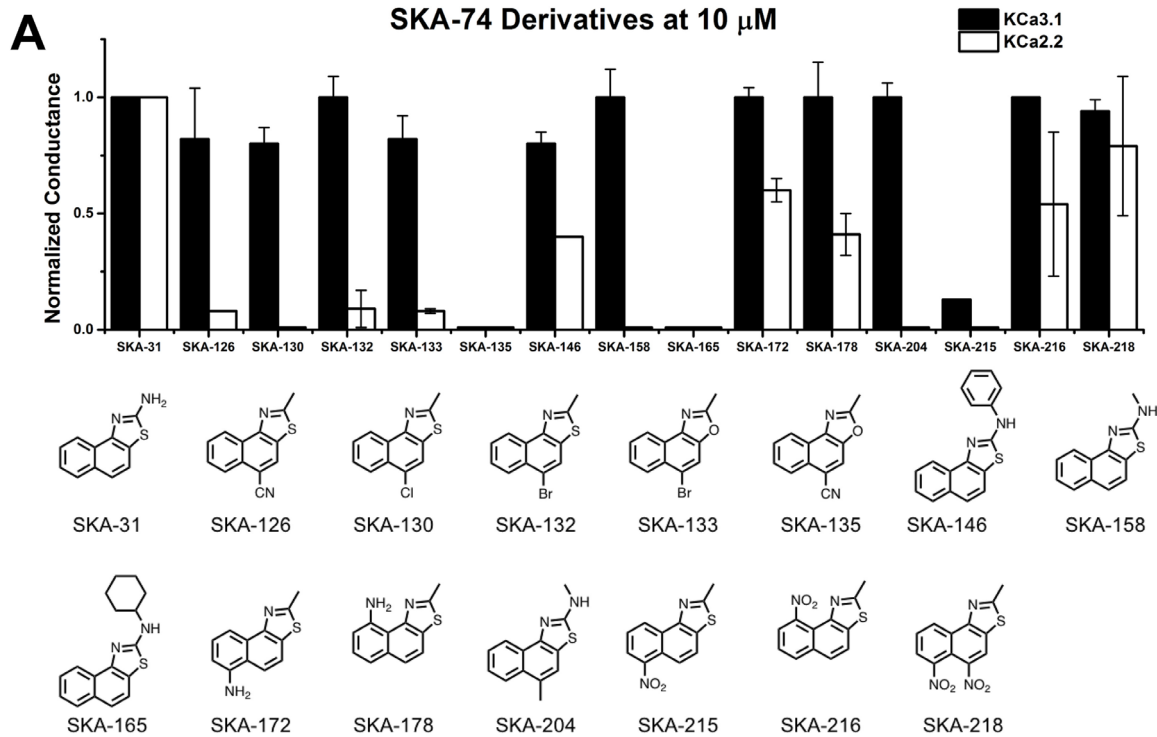 A
SKA-74 Derivatives at 10 μM
KCa3.1
KCa2.2
Normalized Conductance
1.0
0.5
0.0
SKA-31 SKA-126 SKA-130 SKA-132 SKA-133 SKA-135 SKA-146 SKA-158 SKA-165 SKA-172 SKA-178 SKA-204 SKA-215 SKA-216 SKA-218
N NH2 S
N S CN
N S Cl
N S Br
N O Br
N O CN
NH N S
NH N S
SKA-31 SKA-126 SKA-130 SKA-132 SKA-133 SKA-135 SKA-146 SKA-158
NH N S
N S NH2
NH2 N S
NH N S
N S NO2
NO2 N S
N S NO2 NO2
SKA-165 SKA-172 SKA-178 SKA-204 SKA-215 SKA-216 SKA-218